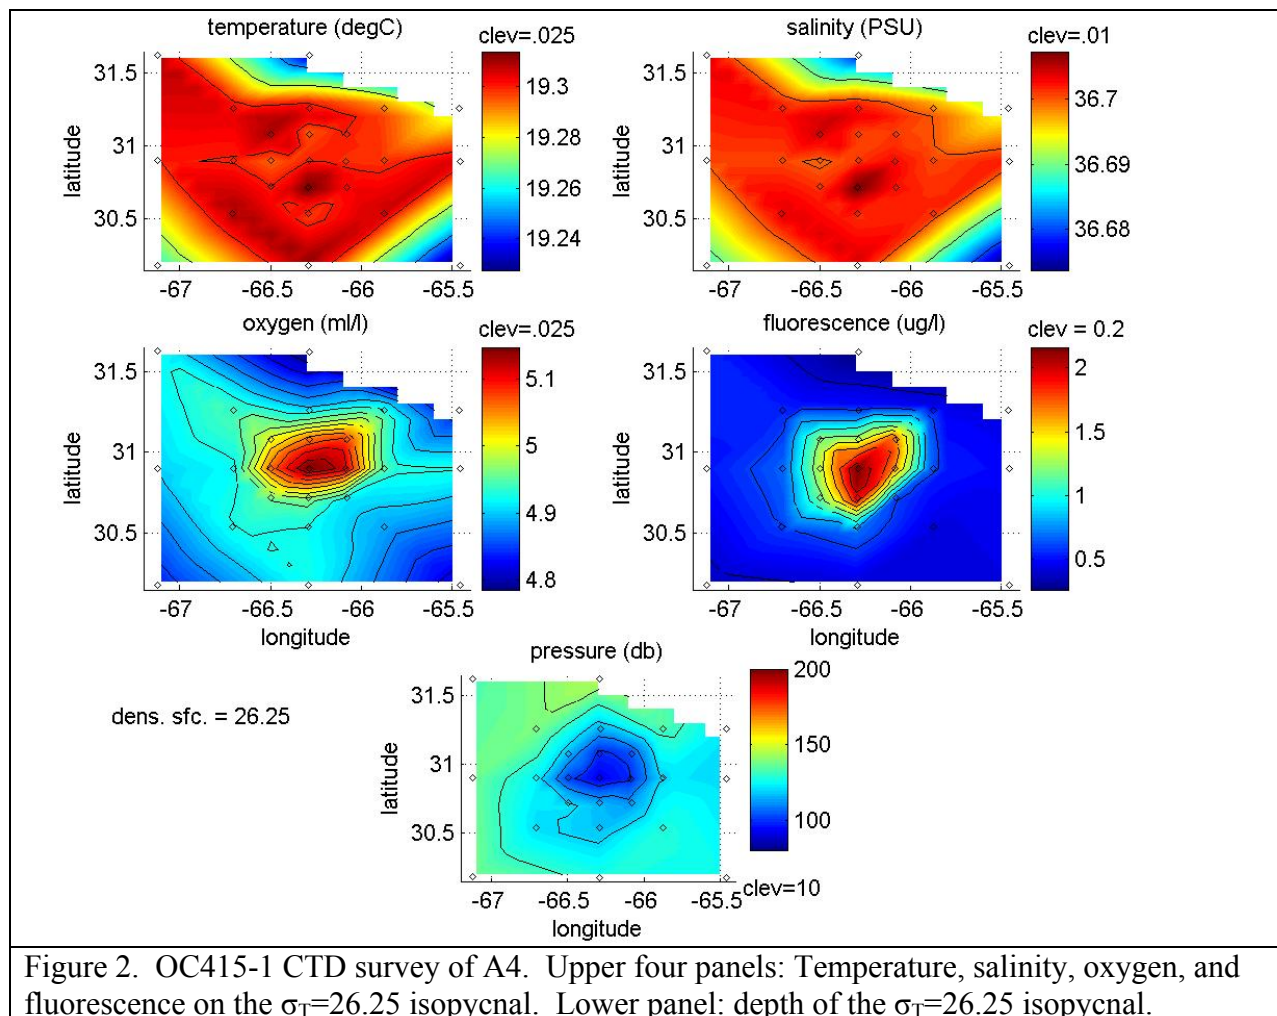 temperature (degC)
clev=.025
31.5
31
30.5
latitude
-67 -66.5 -66 -65.5
19.3
19.28
19.26
19.24
salinity (PSU)
clev=.01
31.5
31
30.5
latitude
-67 -66.5 -66 -65.5
36.7
36.69
36.68
oxygen (ml/l)
clev=.025
31.5
31
30.5
latitude
-67 -66.5 -66 -65.5
longitude
5.1
5
4.9
4.8
fluorescence (ug/l)
clev = 0.2
31.5
31
30.5
latitude
-67 -66.5 -66 -65.5
longitude
2
1.5
1
0.5
pressure (db)
dens. sfc. = 26.25
31.5
31
30.5
latitude
-67 -66.5 -66 -65.5
longitude
200
150
100
clev=10
Figure 2.  OC415-1 CTD survey of A4.  Upper four panels: Temperature, salinity, oxygen, and
fluorescence on the σT=26.25 isopycnal.  Lower panel: depth of the σT=26.25 isopycnal.